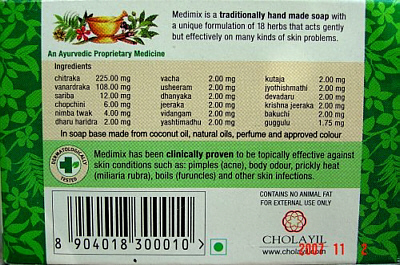 Medimix is a traditionally hand made soap with
a unique formulation of 18 herbs that acts gently
but effectively on many kinds of skin problems.
An Ayurvedic Proprietary Medicine
Ingredients
chitraka 225.00 mg vacha 2.00 mg kutaja 2.00 mg
vanardraka 108.00 mg usheeram 2.00 mg jyothishmathi 2.00 mg
sariba 12.00 mg dhanyaka 2.00 mg devadaru 2.00 mg
chopchini 6.00 mg jeeraka 2.00 mg krishna jeeraka 2.00 mg
nimba twak 4.00 mg vidangam 2.00 mg bakuchi 2.00 mg
dharu haridra 2.00 mg yashtimadhu 2.00 mg guggulu 1.75 mg
In soap base made from coconut oil, natural oils, perfume and approved colour
DERMATOLOGICALLY
TESTED
Medimix has been clinically proven to be topically effective against
skin conditions such as: pimples (acne), body odour, prickly heat
(miliaria rubra), boils (furuncles) and other skin infections.
CONTAINS NO ANIMAL FAT
FOR EXTERNAL USE ONLY
CHOLAYIL
www.cholayil.com
8 904018 300010 >
2007 11 2